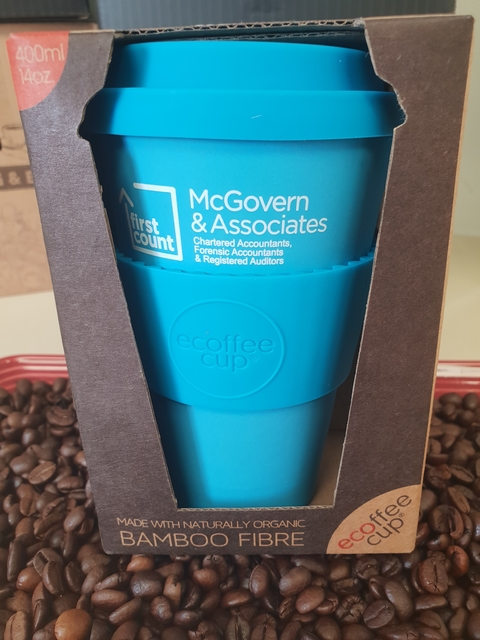 400ml
14oz
first
count
McGovern
& Associates
Chartered Accountants,
Forensic Accountants
& Registered Auditors
ecoffee
cup
MADE WITH NATURALLY ORGANIC
BAMBOO FIBRE
ecoffee
cup®